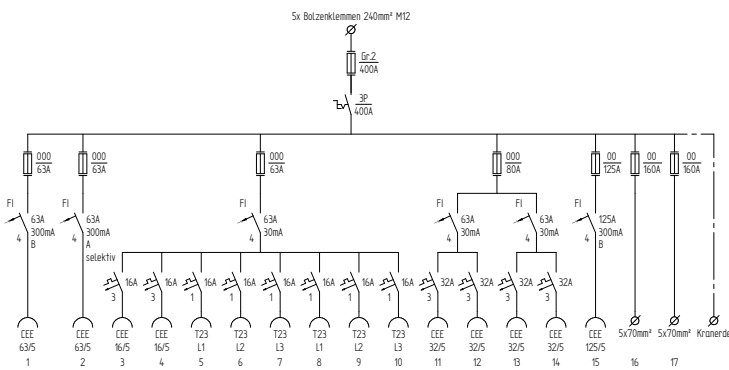 5x Bolzenklemmen 240mm² M12
Gr.2
400A
3P
400A
000
63A
000
63A
000
63A
000
80A
00
125A
00
160A
00
160A
FI
63A
300mA
4
B
FI
63A
300mA
4
A
selektiv
FI
63A
30mA
4
FI
63A
30mA
4
FI
63A
30mA
4
FI
125A
300mA
4
B
16A
3
16A
3
16A
1
16A
1
16A
1
16A
1
16A
1
16A
1
32A
3
32A
3
32A
3
32A
3
CEE
63/5
1
CEE
63/5
2
CEE
16/5
3
CEE
16/5
4
T23
L1
5
T23
L2
6
T23
L3
7
T23
L1
8
T23
L2
9
T23
L3
10
CEE
32/5
11
CEE
32/5
12
CEE
32/5
13
CEE
32/5
14
CEE
125/5
15
5x70mm²
16
5x70mm²
17
Kranerde